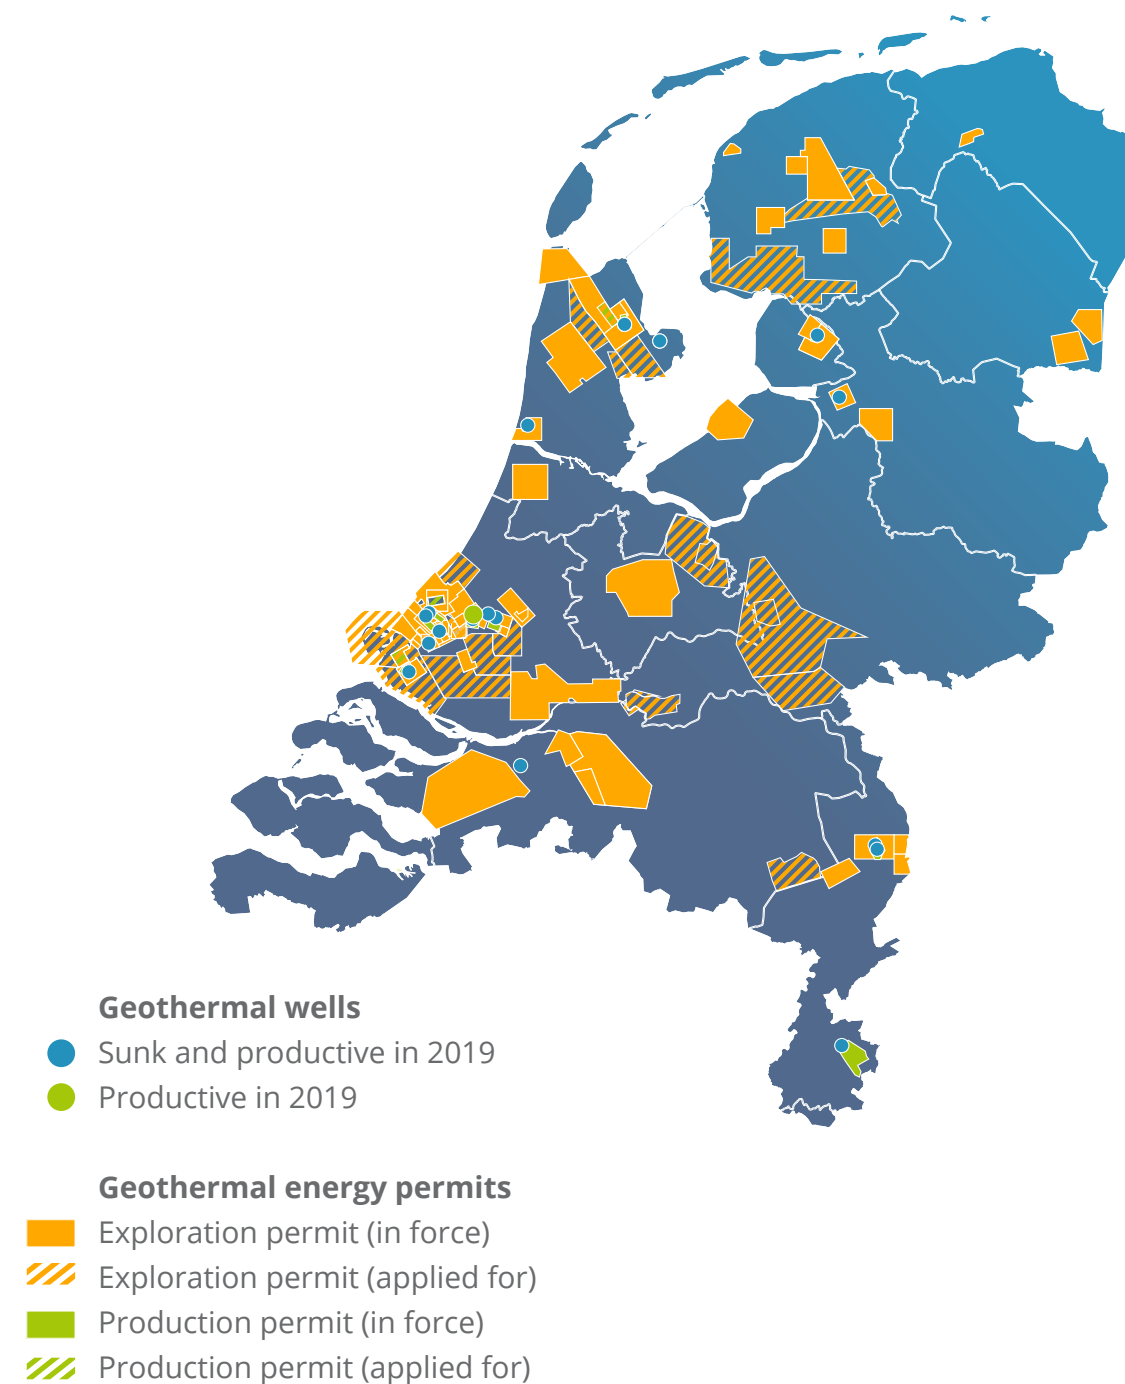 Geothermal wells
Sunk and productive in 2019
Productive in 2019
Geothermal energy permits
Exploration permit (in force)
Exploration permit (applied for)
Production permit (in force)
Production permit (applied for)